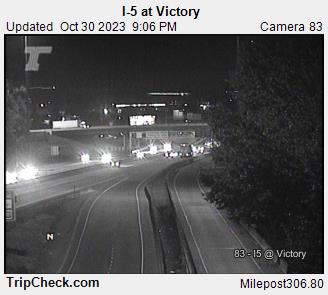 I-5 at Victory
Updated Oct 30 2023 9:06 PM Camera 83
N
83 - I5 @ Victory
TripCheck.com Milepost306.80